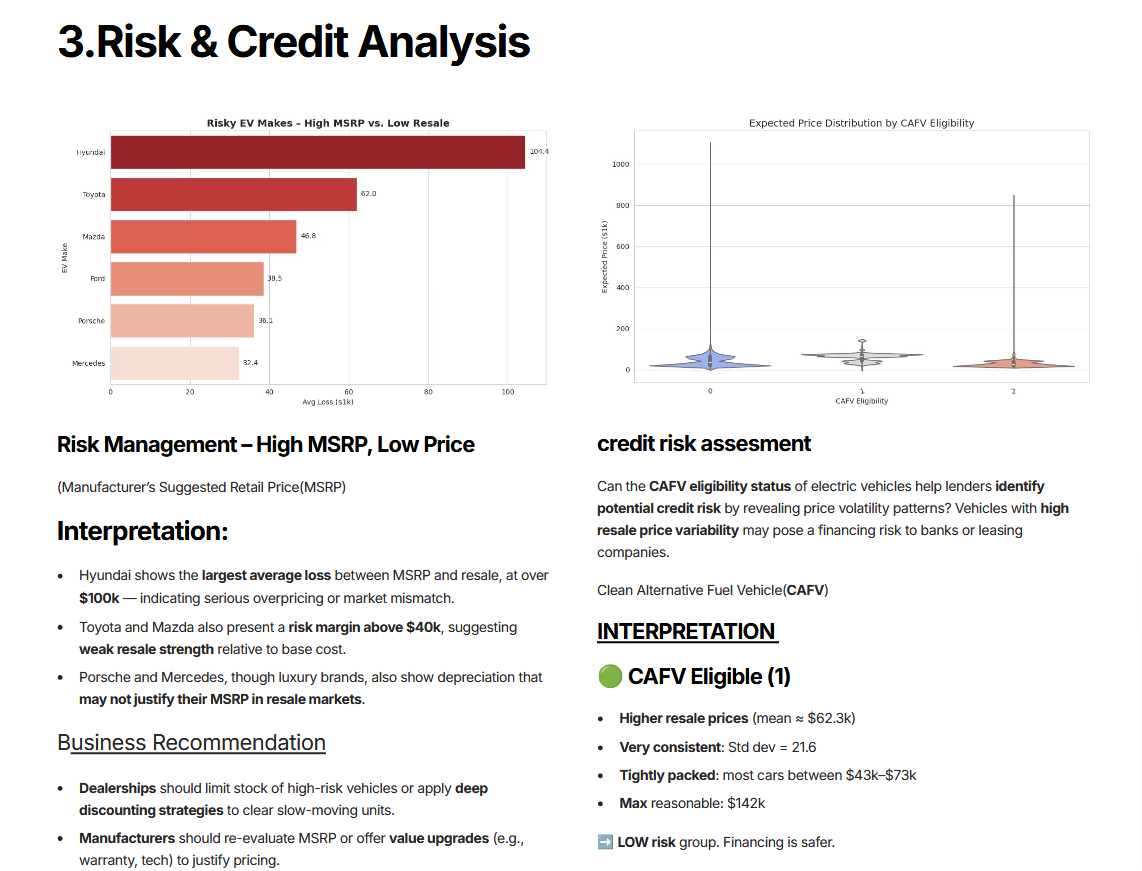 3.Risk & Credit Analysis
Risky EV Makes – High MSRP vs. Low Resale
EV Make
Hyundai
104.4
Toyota
62.0
Mazda
46.8
Ford
38.5
Porsche
36.1
Mercedes
32.4
0 20 40 60 80 100
Avg Loss ($1k)
Risk Management – High MSRP, Low Price
(Manufacturer's Suggested Retail Price(MSRP)
Interpretation:
• Hyundai shows the largest average loss between MSRP and resale, at over
$100k — indicating serious overpricing or market mismatch.
• Toyota and Mazda also present a risk margin above $40k, suggesting
weak resale strength relative to base cost.
• Porsche and Mercedes, though luxury brands, also show depreciation that
may not justify their MSRP in resale markets.
Business Recommendation
• Dealerships should limit stock of high-risk vehicles or apply deep
discounting strategies to clear slow-moving units.
• Manufacturers should re-evaluate MSRP or offer value upgrades (e.g.,
warranty, tech) to justify pricing.
Expected Price Distribution by CAFV Eligibility
Expected Price ($1k)
1000
800
600
400
200
0
0 1 2
CAFV Eligibility
credit risk assesment
Can the CAFV eligibility status of electric vehicles help lenders identify
potential credit risk by revealing price volatility patterns? Vehicles with high
resale price variability may pose a financing risk to banks or leasing
companies.
Clean Alternative Fuel Vehicle(CAFV)
INTERPRETATION
🟢 CAFV Eligible (1)
• Higher resale prices (mean ≈ $62.3k)
• Very consistent: Std dev = 21.6
• Tightly packed: most cars between $43k–$73k
• Max reasonable: $142k
➡️ LOW risk group. Financing is safer.